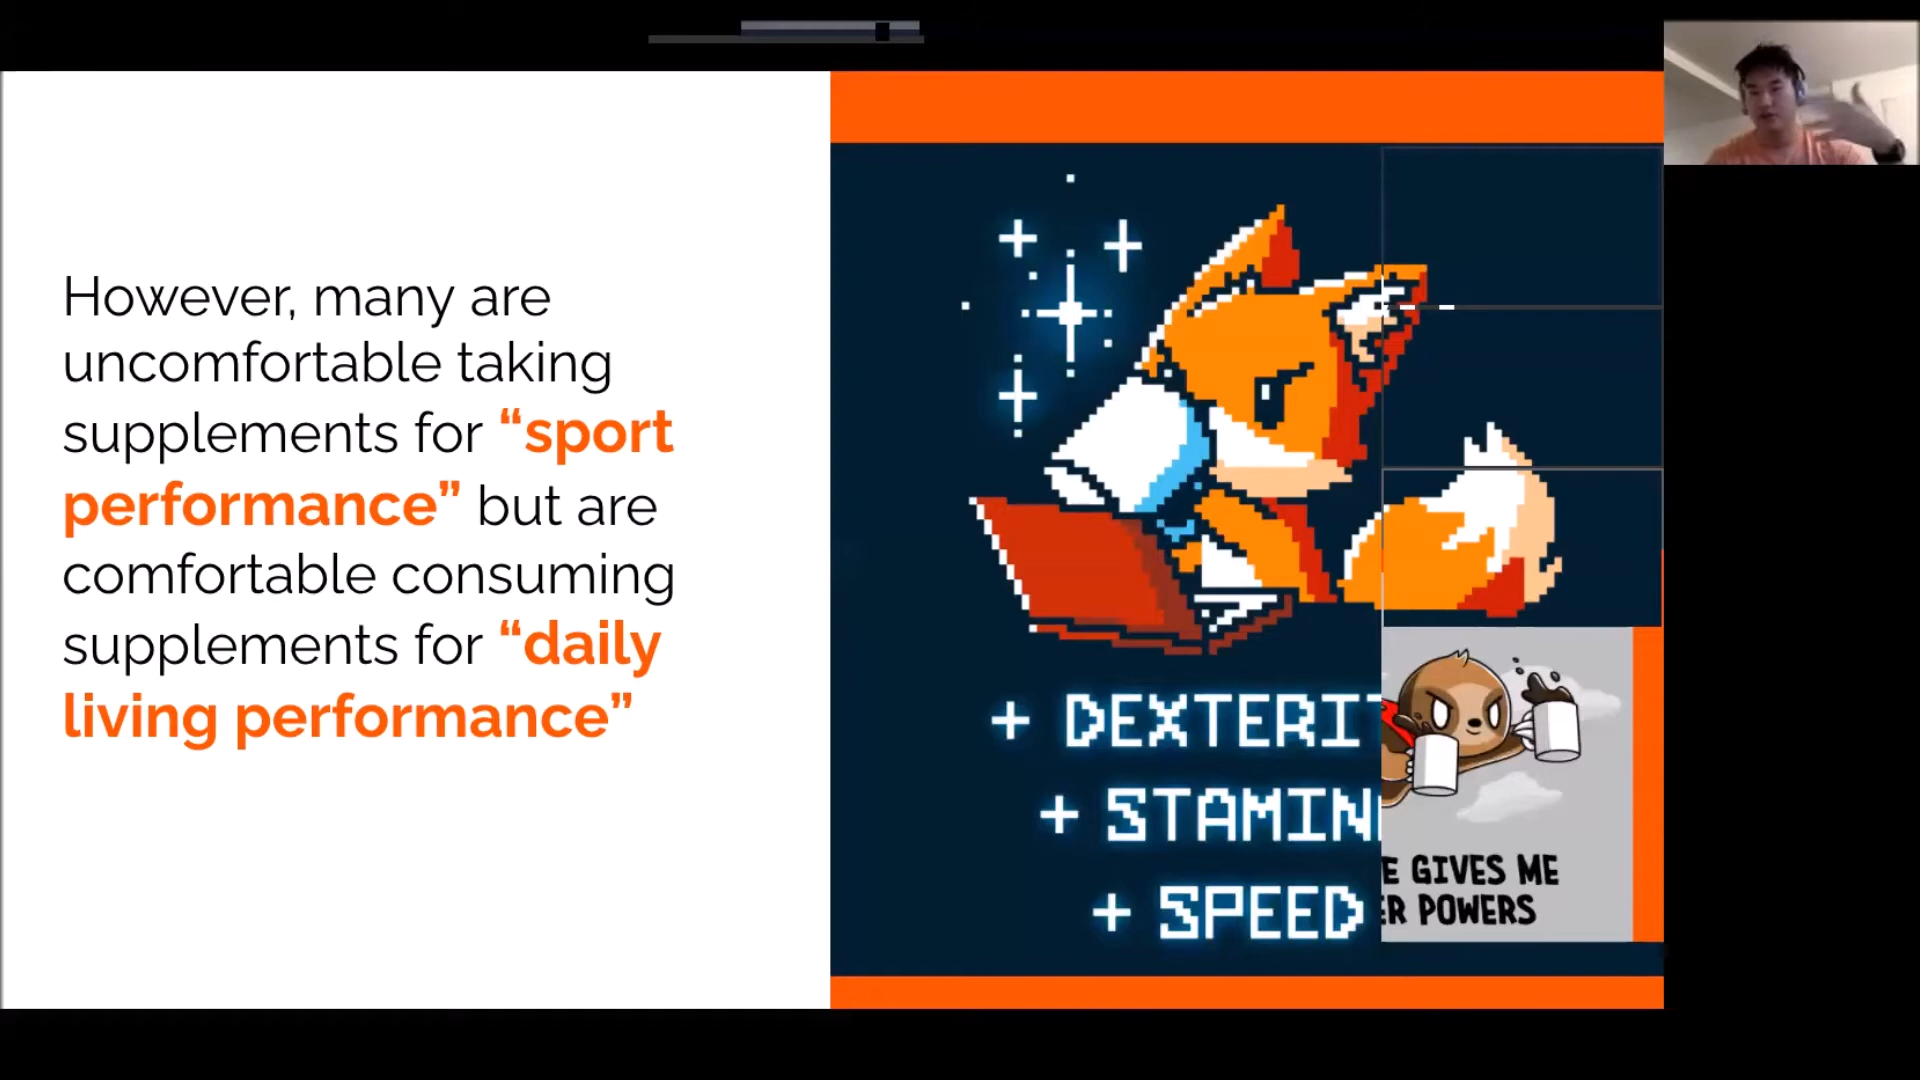 However, many are
uncomfortable taking
supplements for “sport
performance” but are
comfortable consuming
supplements for “daily
living performance”
+ DEXTERIT
+ STAMIN
+ SPEED
E GIVES ME
ER POWERS